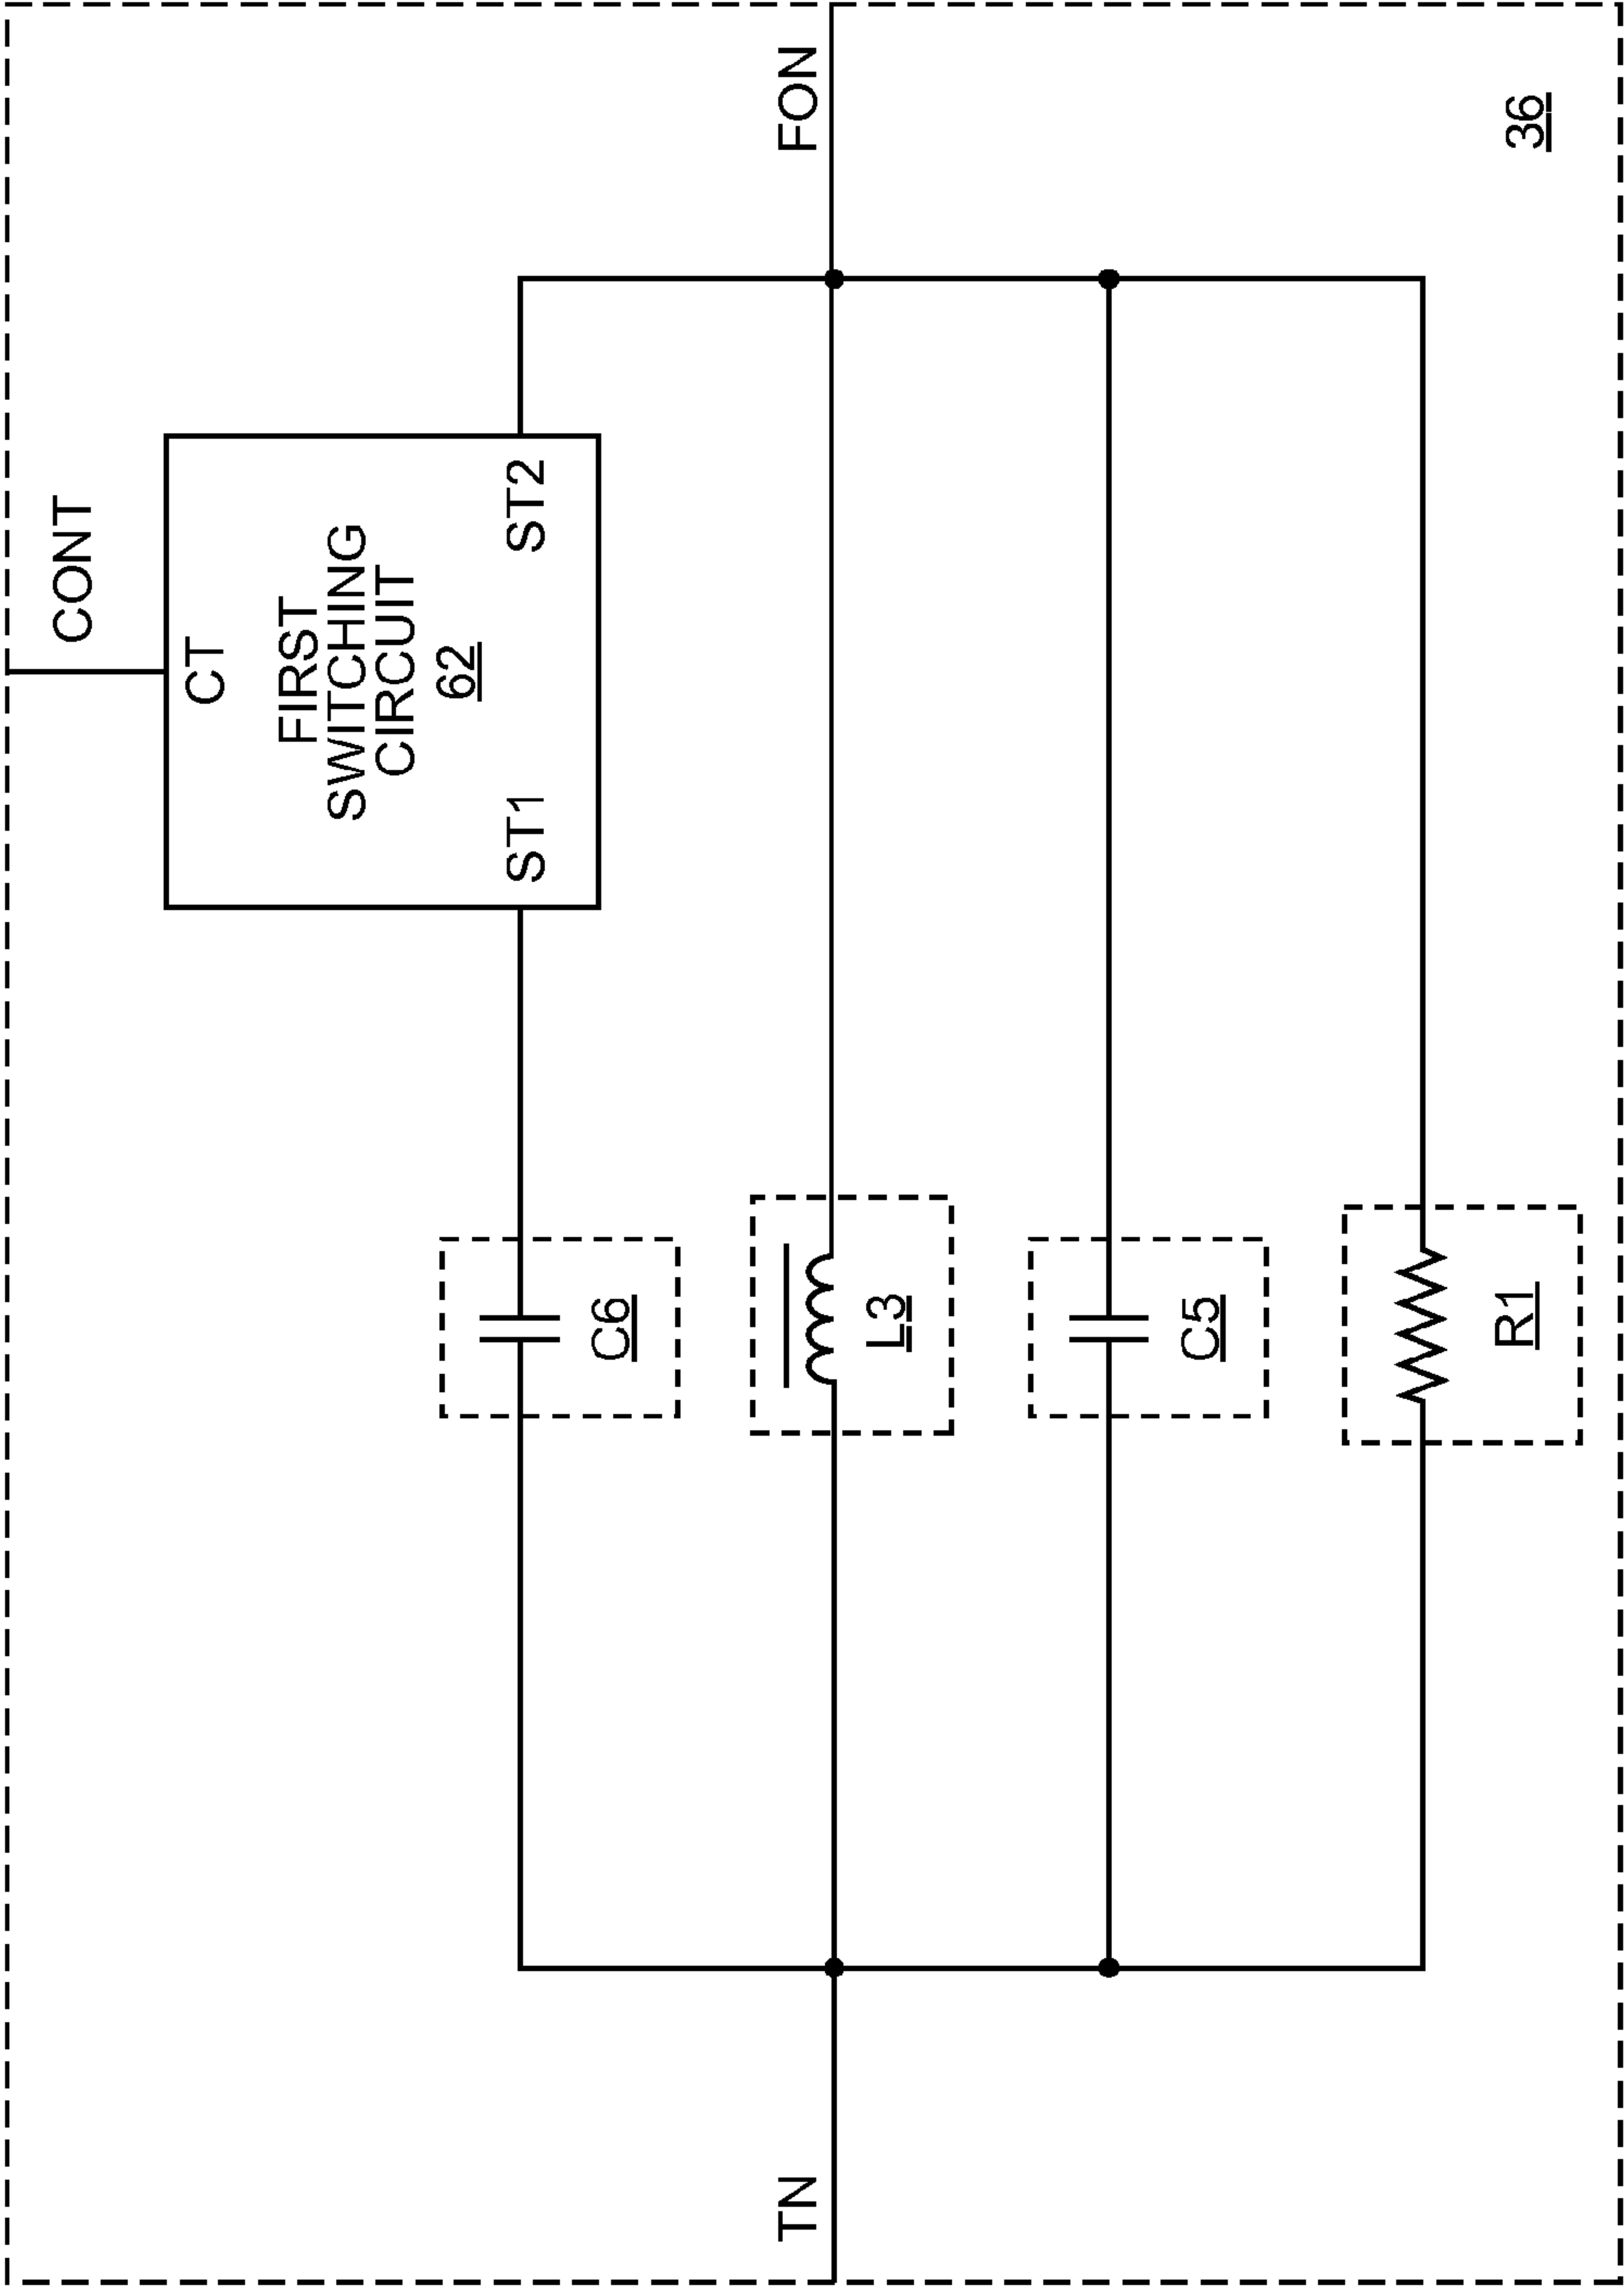 CONT
CT
FIRST
SWITCHING
CIRCUIT
62
ST1
ST2
C6
TN
FON
L3
C5
R1
36